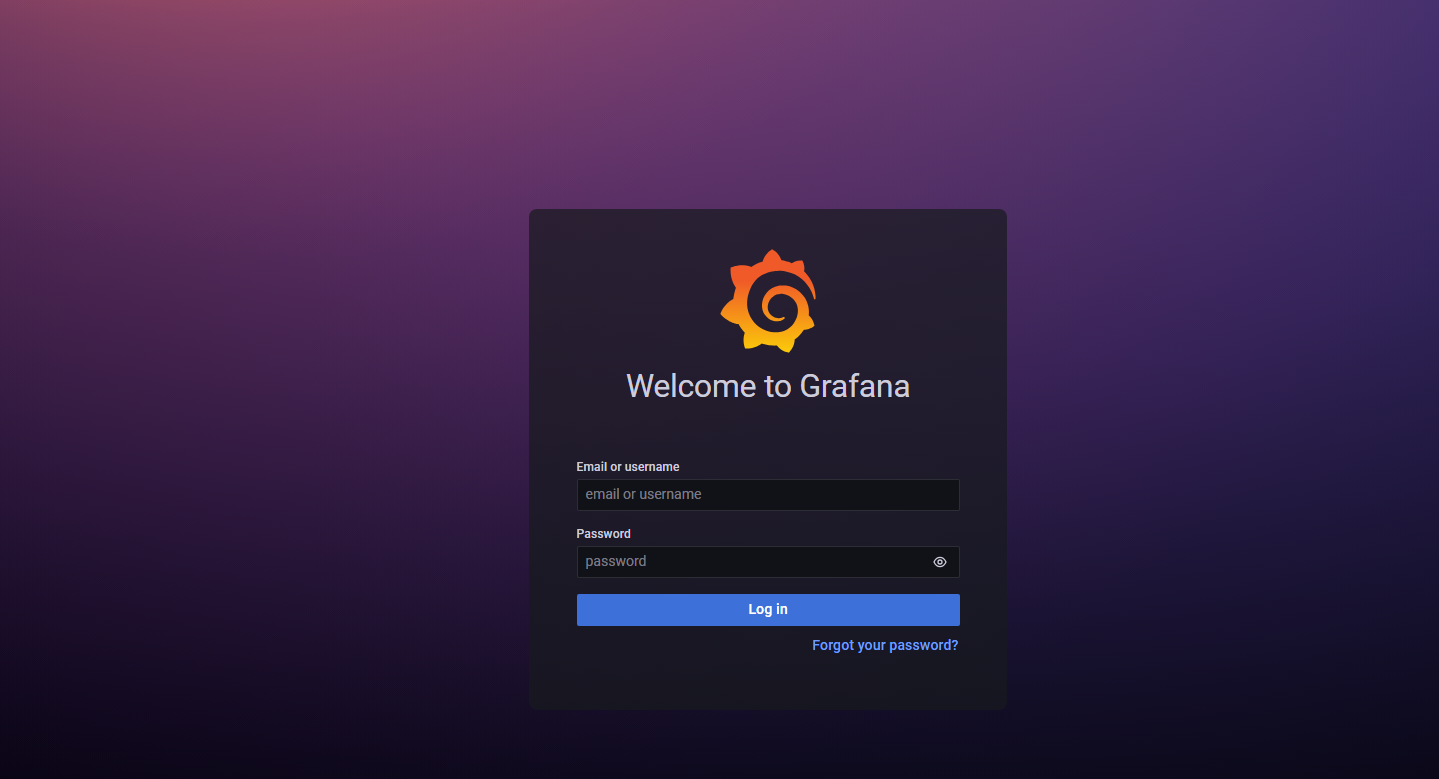 Welcome to Grafana
Email or username
email or username
Password
password
Log in
Forgot your password?